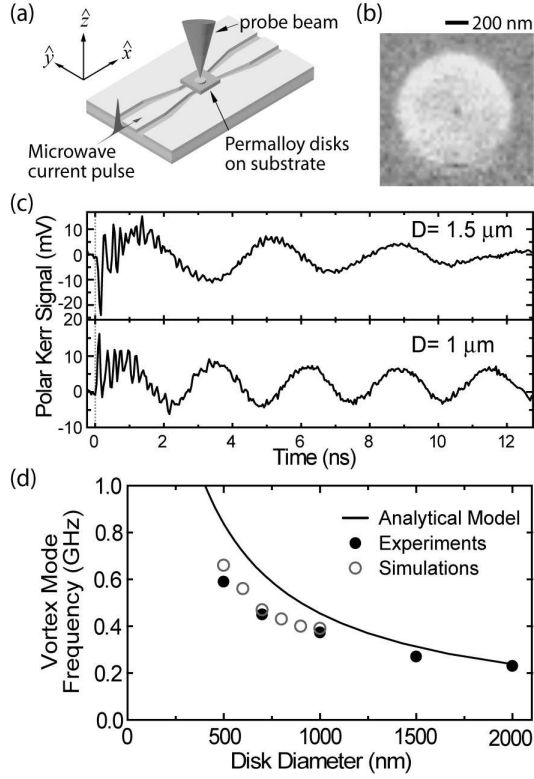 (a)
ẑ
ŷ
x̂
probe beam
Microwave
current pulse
Permalloy disks
on substrate
(b)
200 nm
(c)
Polar Kerr Signal (mV)
10
0
-10
-20
D= 1.5 μm
20
10
0
-10
D= 1 μm
0 2 4 6 8 10 12
Time (ns)
(d)
Vortex Mode
Frequency (GHz)
1.0
0.8
0.6
0.4
0.2
0.0
Analytical Model
Experiments
Simulations
0 500 1000 1500 2000
Disk Diameter (nm)